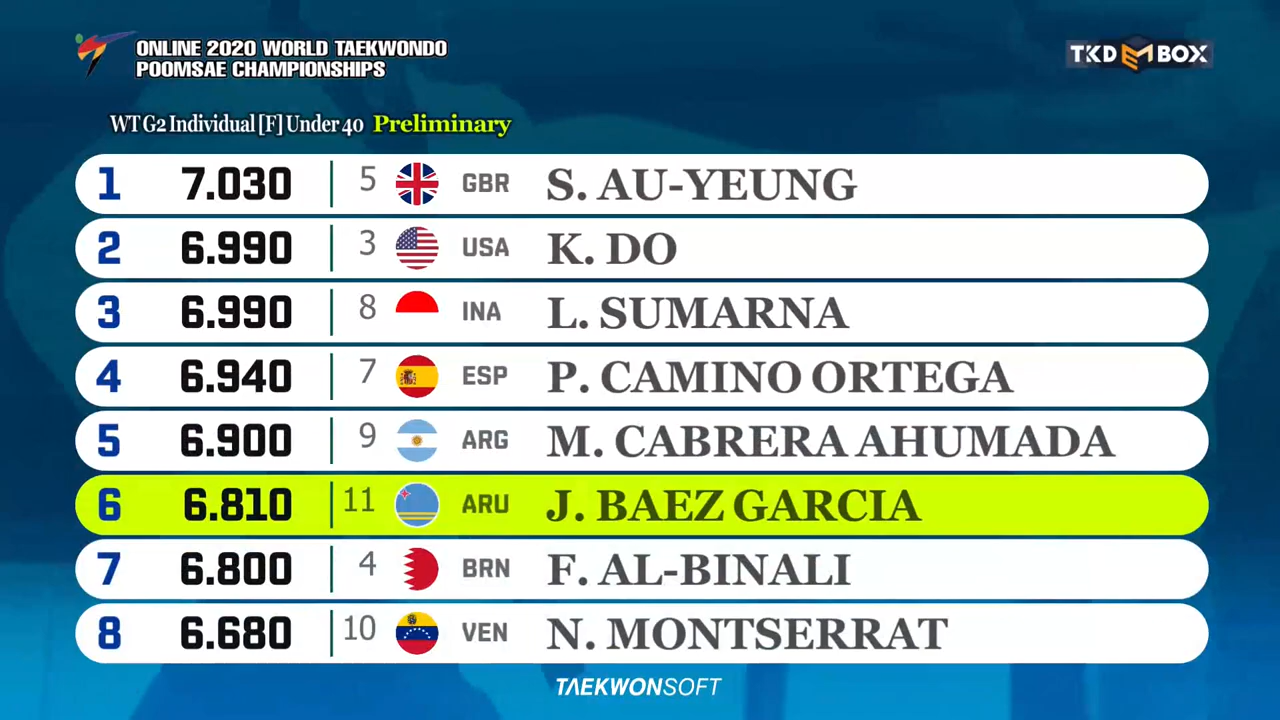 ONLINE 2020 WORLD TAEKWONDO
POOMSAE CHAMPIONSHIPS
TKD BOX
WT G2 Individual [F] Under 40 Preliminary
1 7.030 5 GBR S. AU-YEUNG
2 6.990 3 USA K. DO
3 6.990 8 INA L. SUMARNA
4 6.940 7 ESP P. CAMINO ORTEGA
5 6.900 9 ARG M. CABRERA AHUMADA
6 6.810 11 ARU J. BAEZ GARCIA
7 6.800 4 BRN F. AL-BINALI
8 6.680 10 VEN N. MONTSERRAT
TAEKWONSOFT